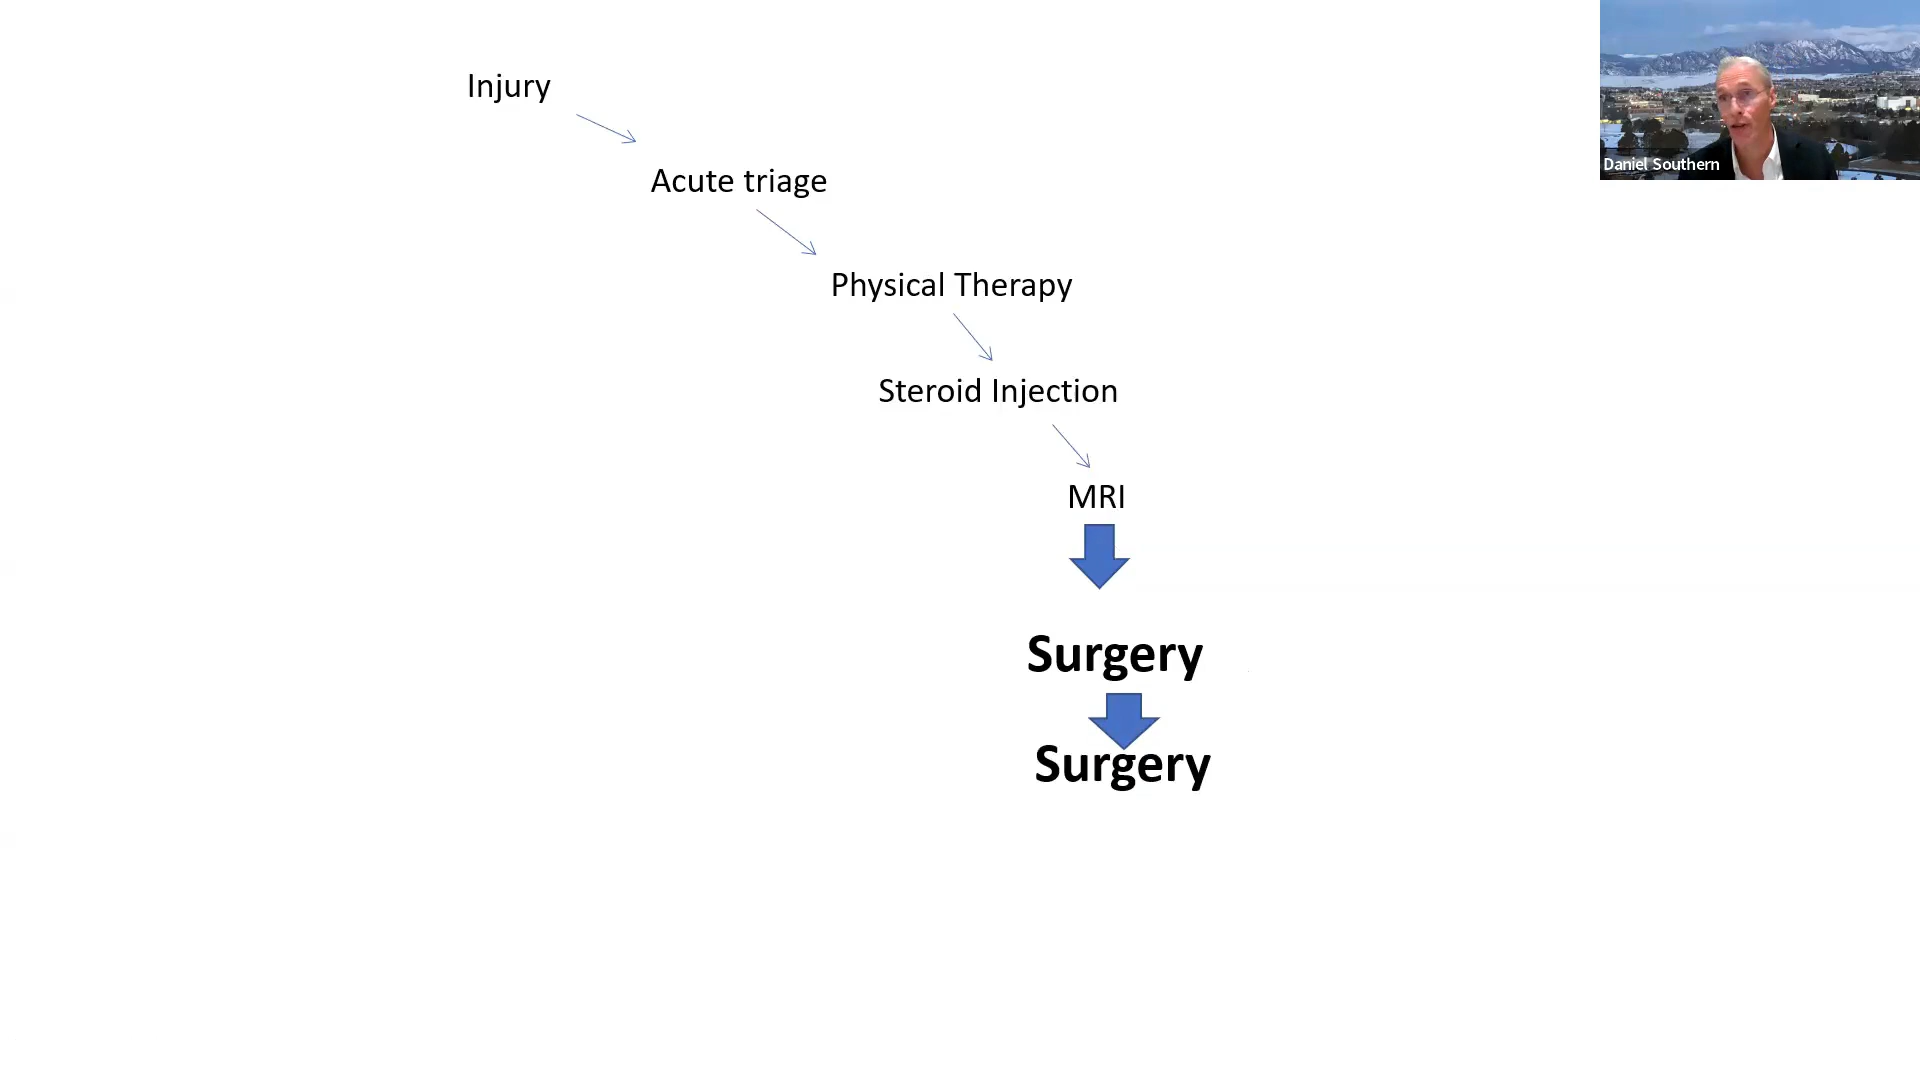 Injury
Daniel Southern
Acute triage
Physical Therapy
Steroid Injection
MRI
Surgery
Surgery